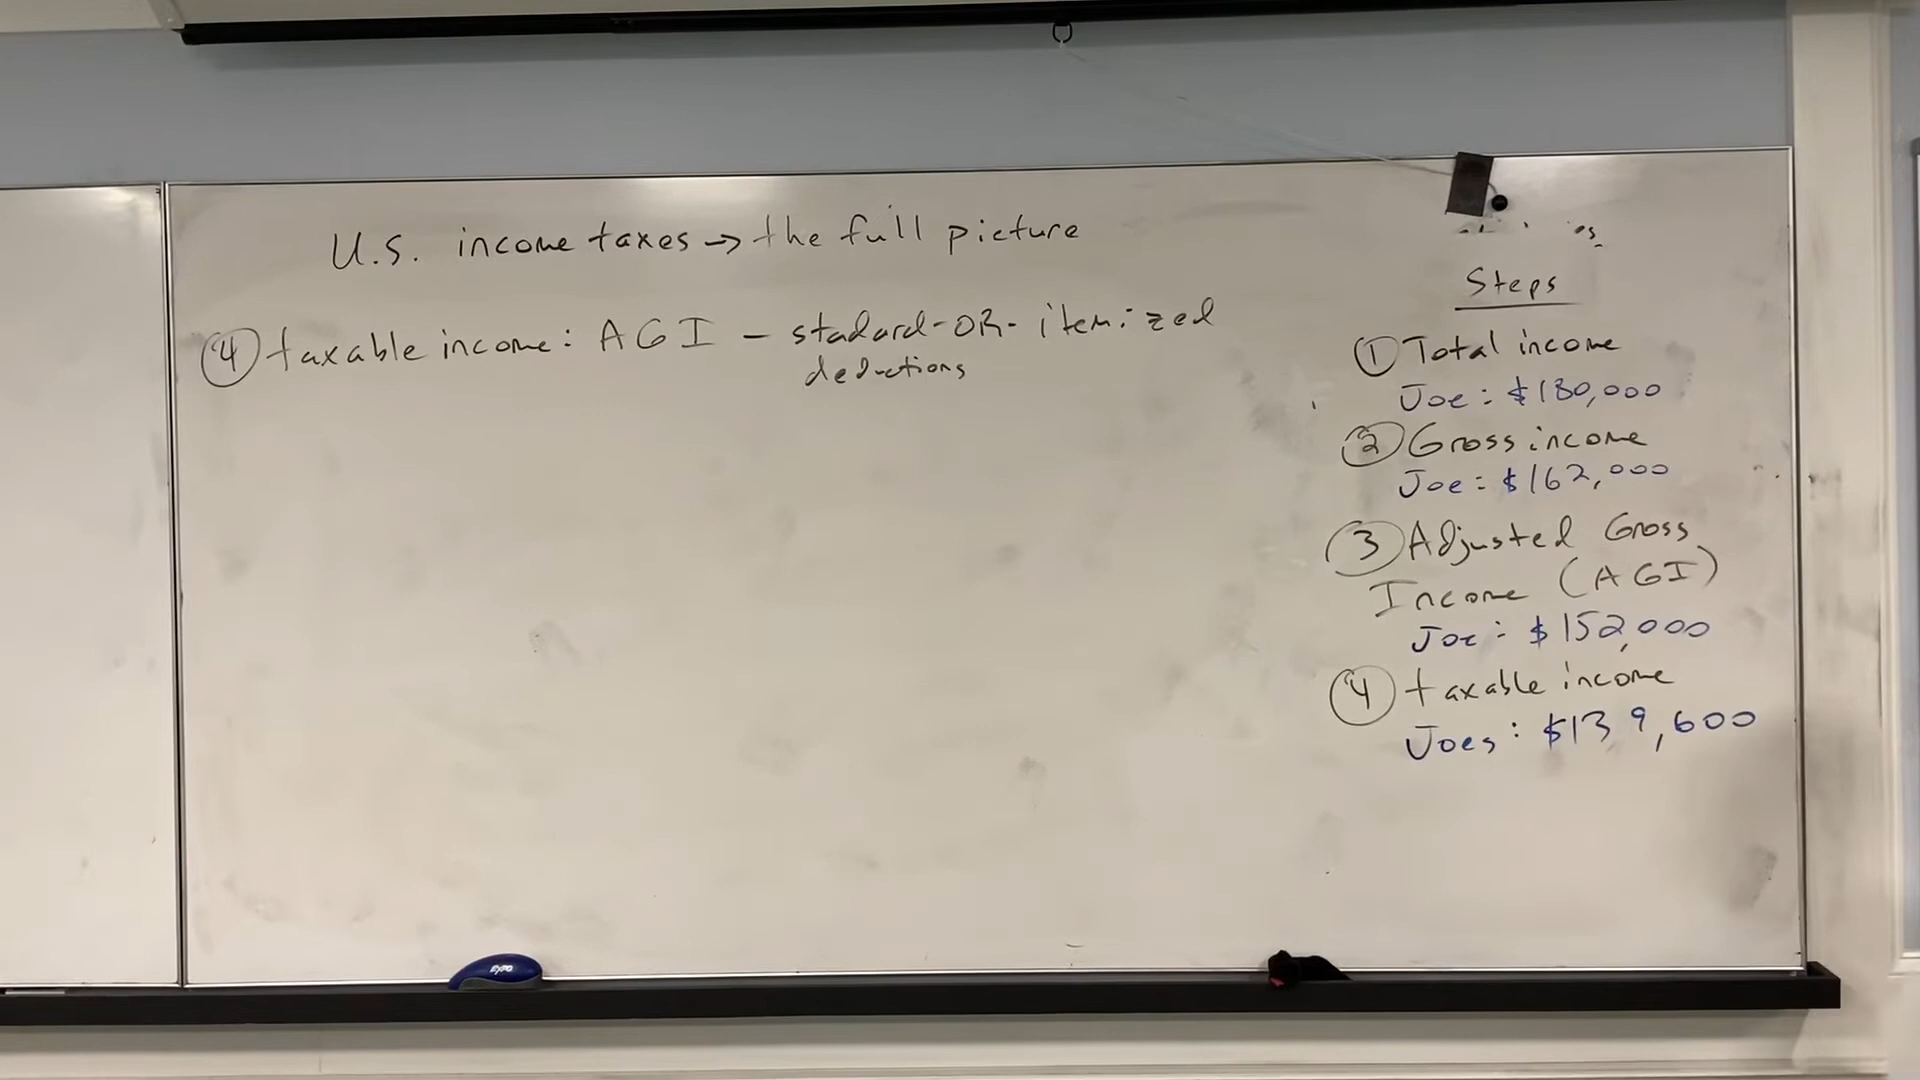 U.S. income taxes → the full picture
④ taxable income: AGI - stadard-OR-itemized
deductions
Steps
① Total income
Joe: $180,000
② Gross income
Joe: $162,000
③ Adjusted Gross
Income (AGI)
Joe: $152,000
④ taxable income
Joes: $139,600
EXPO